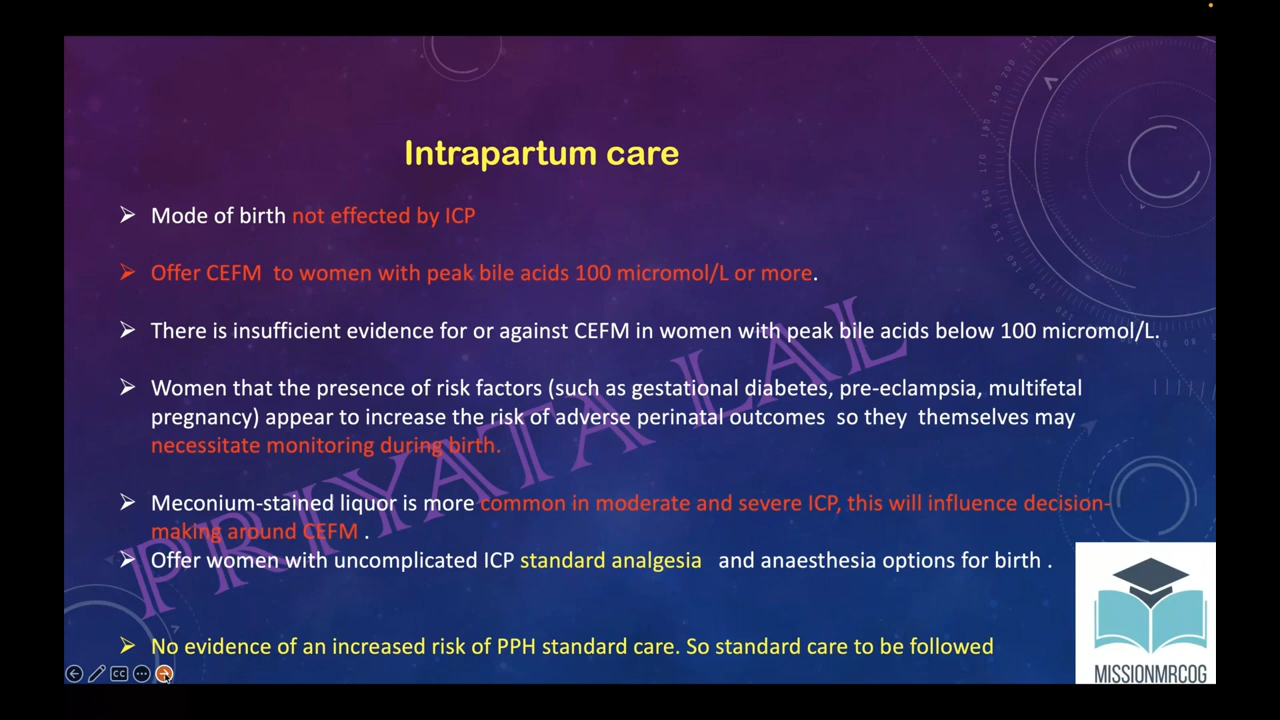 Intrapartum care
➢ Mode of birth not effected by ICP
➢ Offer CEFM to women with peak bile acids 100 micromol/L or more.
➢ There is insufficient evidence for or against CEFM in women with peak bile acids below 100 micromol/L.
➢ Women that the presence of risk factors (such as gestational diabetes, pre-eclampsia, multifetal
pregnancy) appear to increase the risk of adverse perinatal outcomes so they themselves may
necessitate monitoring during birth.
➢ Meconium-stained liquor is more common in moderate and severe ICP, this will influence decision-
making around CEFM .
➢ Offer women with uncomplicated ICP standard analgesia and anaesthesia options for birth .
➢ No evidence of an increased risk of PPH standard care. So standard care to be followed
PRIYATA LAL
MISSIONMRCOG
CC